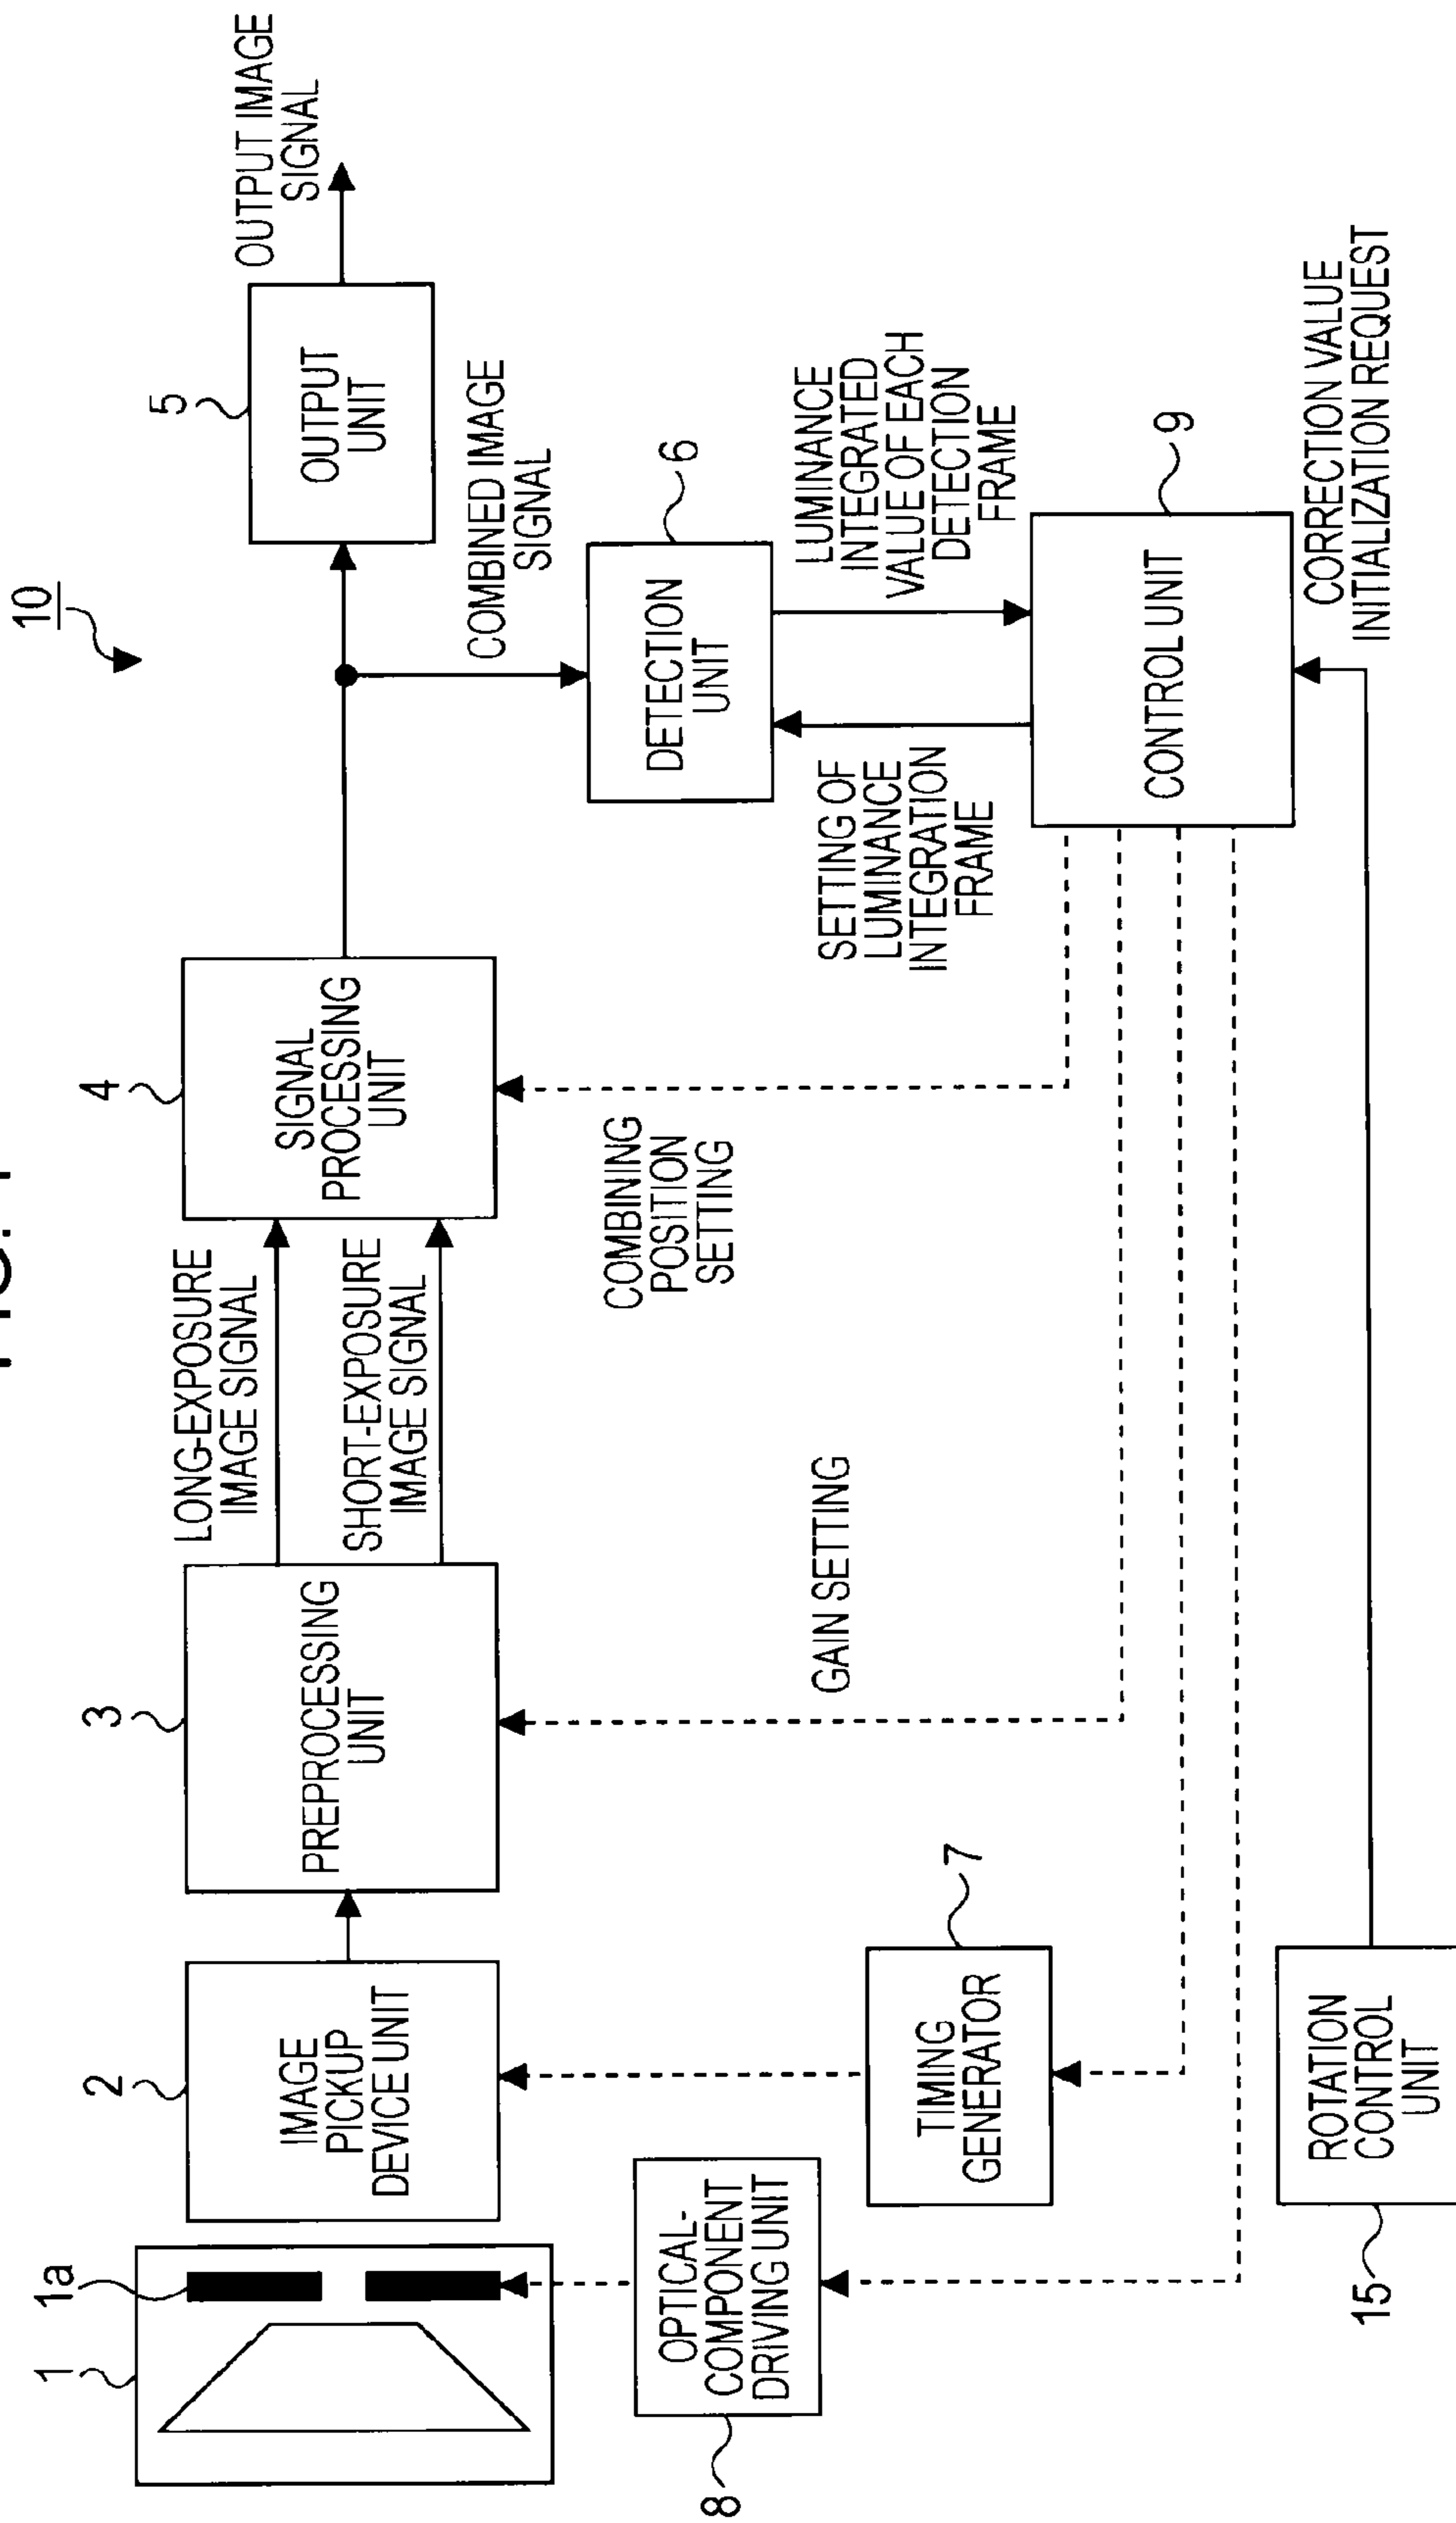 10
1
1a
2
IMAGE
PICKUP
DEVICE UNIT
3
PREPROCESSING
UNIT
LONG-EXPOSURE
IMAGE SIGNAL
SHORT-EXPOSURE
IMAGE SIGNAL
4
SIGNAL
PROCESSING
UNIT
5
OUTPUT
UNIT
OUTPUT IMAGE
SIGNAL
COMBINED IMAGE
SIGNAL
6
DETECTION
UNIT
8
OPTICAL-
COMPONENT
DRIVING UNIT
7
TIMING
GENERATOR
GAIN SETTING
COMBINING
POSITION
SETTING
SETTING OF
LUMINANCE
INTEGRATION
FRAME
LUMINANCE
INTEGRATED
VALUE OF EACH
DETECTION
FRAME
9
CONTROL UNIT
15
ROTATION
CONTROL
UNIT
CORRECTION VALUE
INITIALIZATION REQUEST